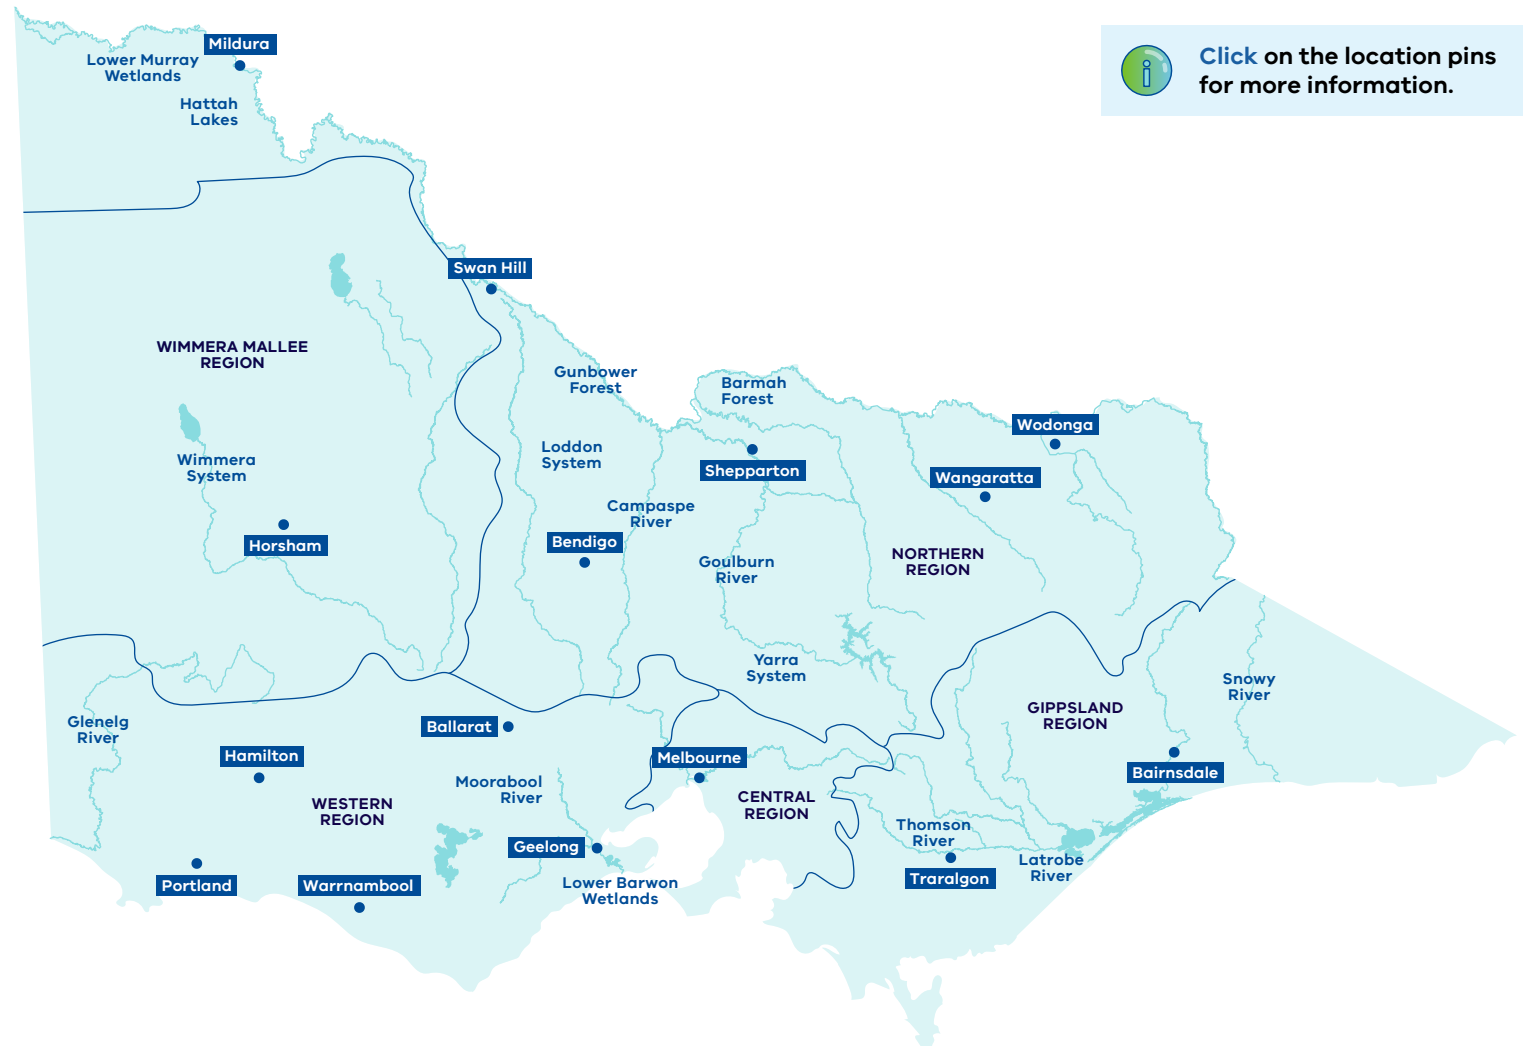 Mildura
Lower Murray
Wetlands
Hattah
Lakes
Click on the location pins
for more information.
Swan Hill
WIMMERA MALLEE
REGION
Gunbower
Forest
Barmah
Forest
Wodonga
Loddon
System
Wimmera
System
Shepparton
Wangaratta
Campaspe
River
Horsham
Bendigo
Goulburn
River
NORTHERN
REGION
Yarra
System
Snowy
River
GIPPSLAND
REGION
Glenelg
River
Ballarat
Hamilton
Melbourne
Bairnsdale
Moorabool
River
WESTERN
REGION
CENTRAL
REGION
Thomson
River
Geelong
Latrobe
River
Portland
Warrnambool
Lower Barwon
Wetlands
Traralgon